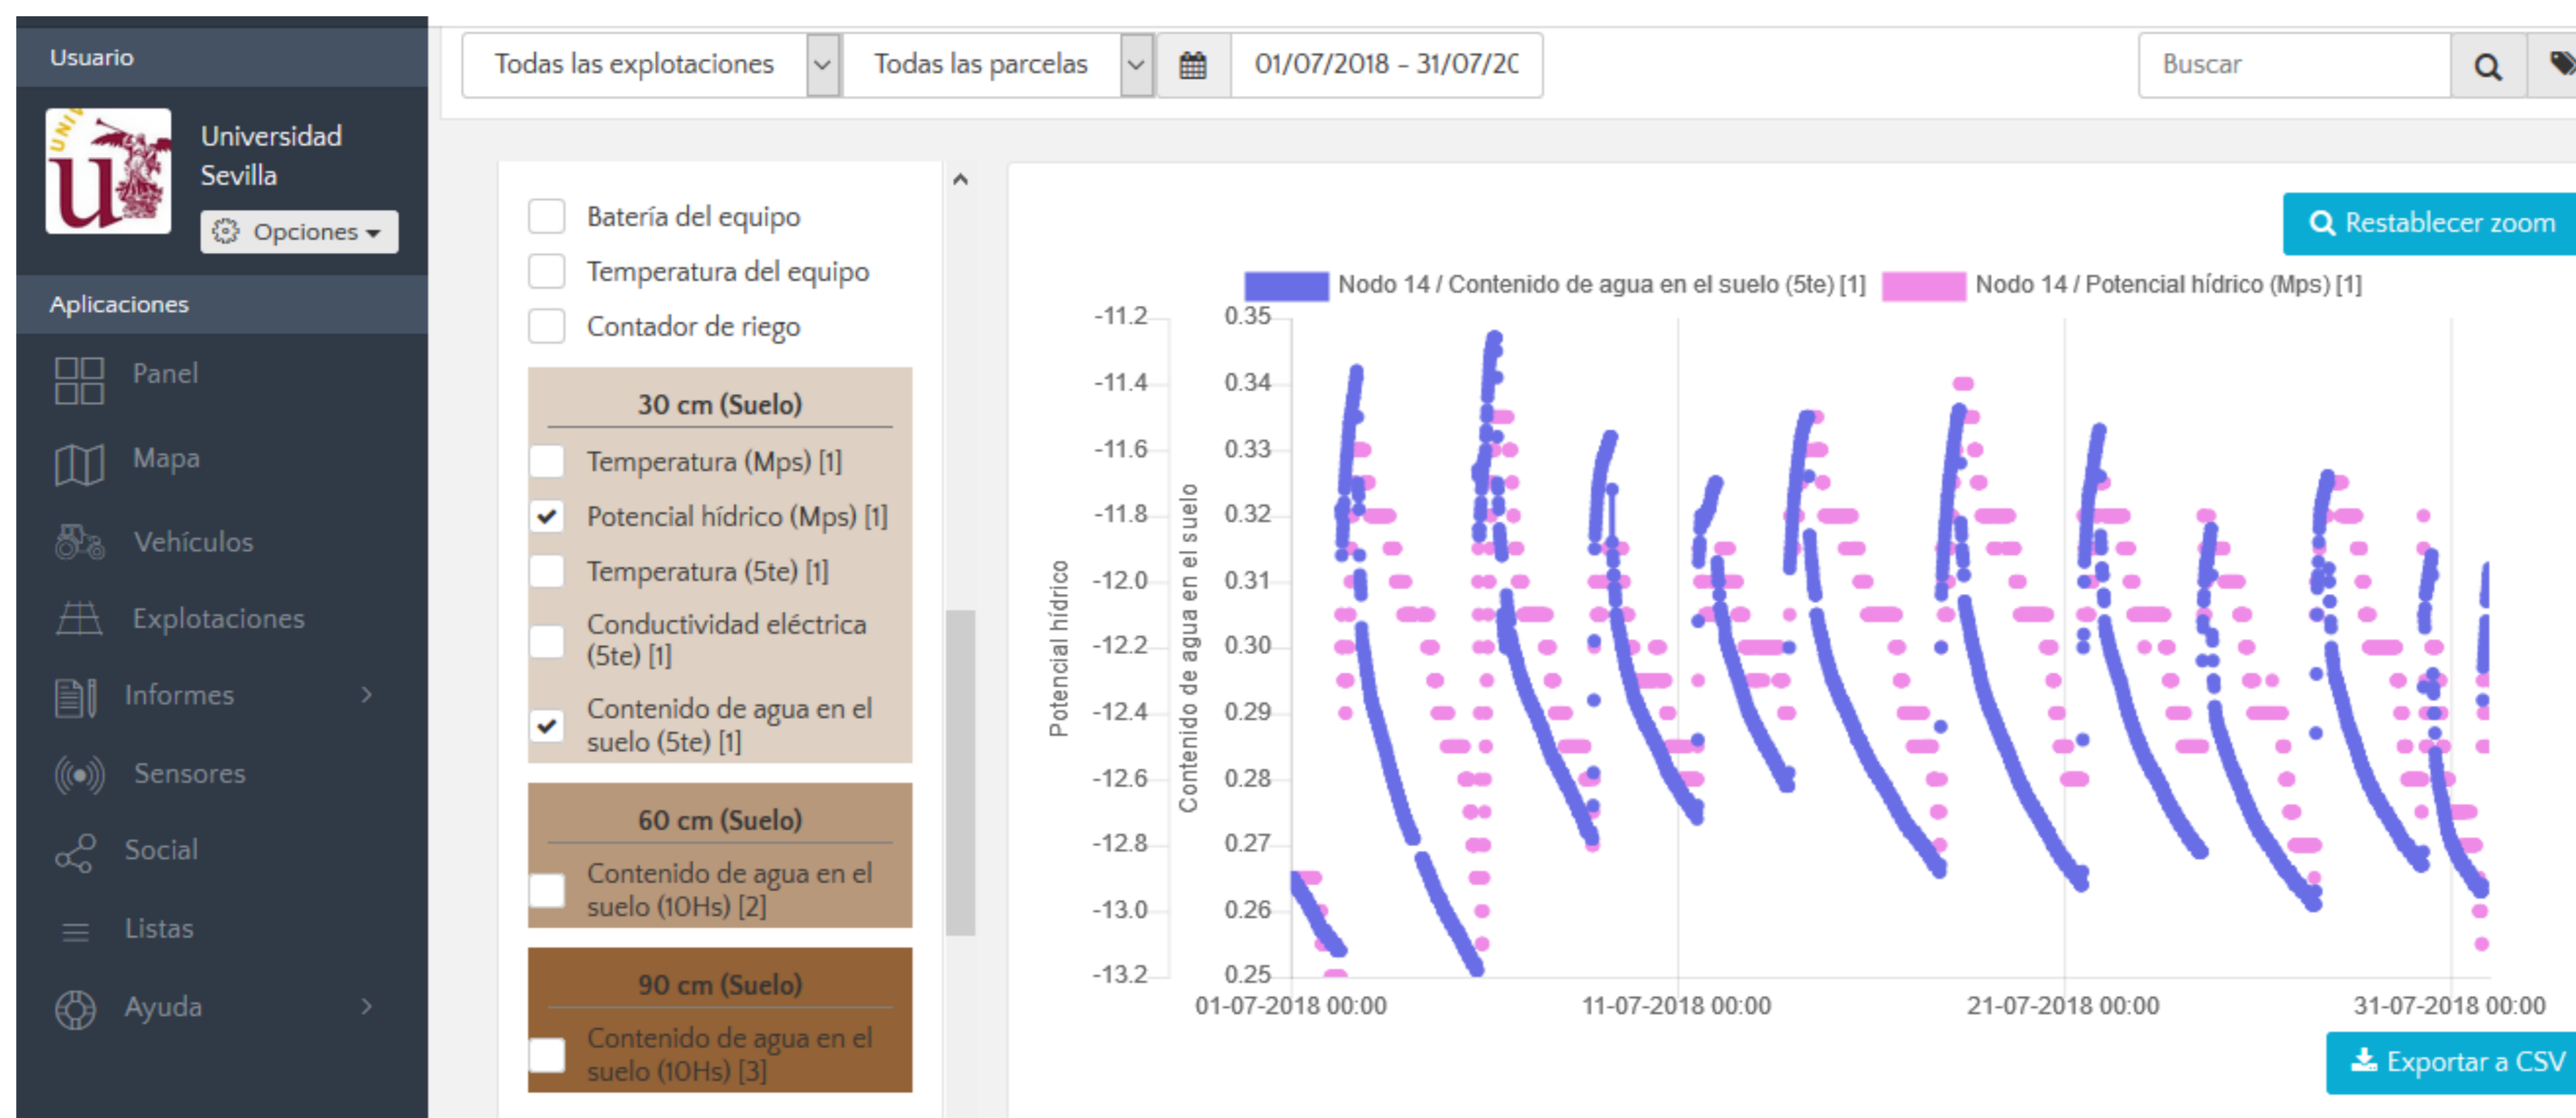 Usuario
UNIV
Universidad
Sevilla
Opciones
Aplicaciones
Panel
Mapa
Vehículos
Explotaciones
Informes
Sensores
Social
Listas
Ayuda
Todas las explotaciones
Todas las parcelas
01/07/2018 - 31/07/20
Buscar
Batería del equipo
Temperatura del equipo
Contador de riego
30 cm (Suelo)
Temperatura (Mps) [1]
Potencial hídrico (Mps) [1]
Temperatura (5te) [1]
Conductividad eléctrica
(5te) [1]
Contenido de agua en el
suelo (5te) [1]
60 cm (Suelo)
Contenido de agua en el
suelo (10Hs) [2]
90 cm (Suelo)
Contenido de agua en el
suelo (10Hs) [3]
Restablecer zoom
Nodo 14 / Contenido de agua en el suelo (5te) [1]
Nodo 14 / Potencial hídrico (Mps) [1]
Potencial hídrico
-11.2
-11.4
-11.6
-11.8
-12.0
-12.2
-12.4
-12.6
-12.8
-13.0
-13.2
Contenido de agua en el suelo
0.35
0.34
0.33
0.32
0.31
0.30
0.29
0.28
0.27
0.26
0.25
01-07-2018 00:00
11-07-2018 00:00
21-07-2018 00:00
31-07-2018 00:00
Exportar a CSV